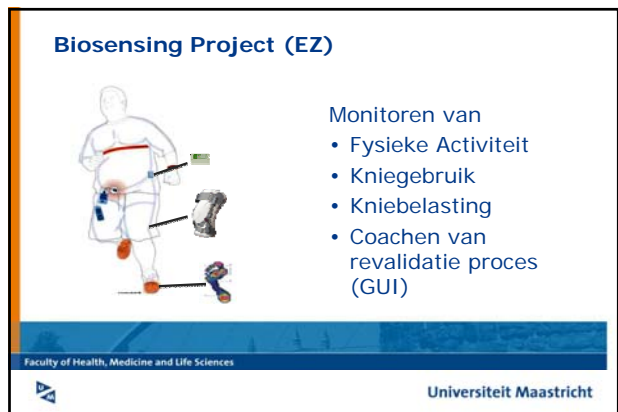 Biosensing Project (EZ)
Monitoren van
• Fysieke Activiteit
• Kniegebruik
• Kniebelasting
• Coachen van
revalidatie proces
(GUI)
Faculty of Health, Medicine and Life Sciences
Universiteit Maastricht